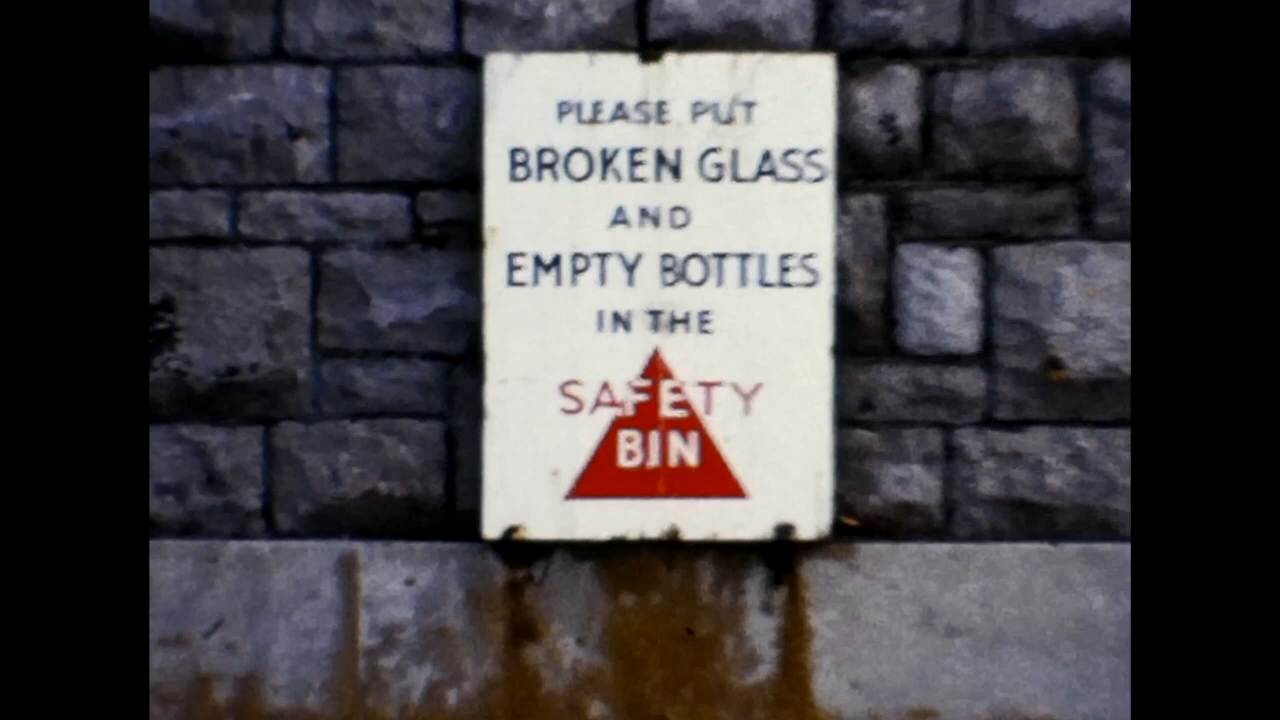 PLEASE PUT
BROKEN GLASS
AND
EMPTY BOTTLES
IN THE
SAFETY
BIN